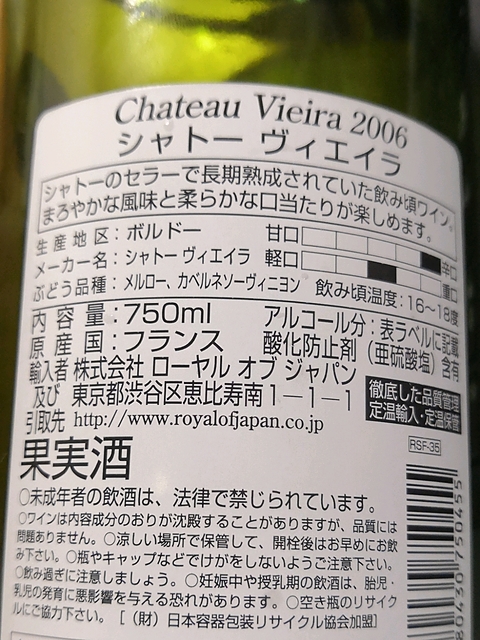 Chateau Vieira 2006
シャトー ヴィエイラ
シャトーのセラーで長期熟成されていた飲み頃ワイン。
まろやかな風味と柔らかな口当たりが楽しめます。
生産地区：ボルドー 甘口 辛口
メーカー名：シャトー ヴィエイラ 軽口 重口
ぶどう品種：メルロー、カベルネソーヴィニヨン 飲み頃温度：16～18度
内容量：750ml アルコール分：表ラベルに記載
原産国：フランス 酸化防止剤（亜硫酸塩）含有
輸入者 株式会社 ローヤル オブ ジャパン
及び 東京都渋谷区恵比寿南1－1－1
引取先 http://www.royalofjapan.co.jp
徹底した品質管理
定温輸入・定温保管
RSF-35
果実酒
○未成年者の飲酒は、法律で禁じられています。
○ワインは内容成分のおりが沈殿することがありますが、品質には
問題ありません。○涼しい場所で保管して、開栓後はお早めにお飲
み下さい。○瓶やキャップなどでけがをしないようご注意下さい。
○飲み過ぎに注意しましょう。○妊娠中や授乳期の飲酒は、胎児・
乳児の発育に悪影響を与える恐れがあります。○空き瓶のリサイク
ルにご協力下さい。［（財）日本容器包装リサイクル協会加盟］